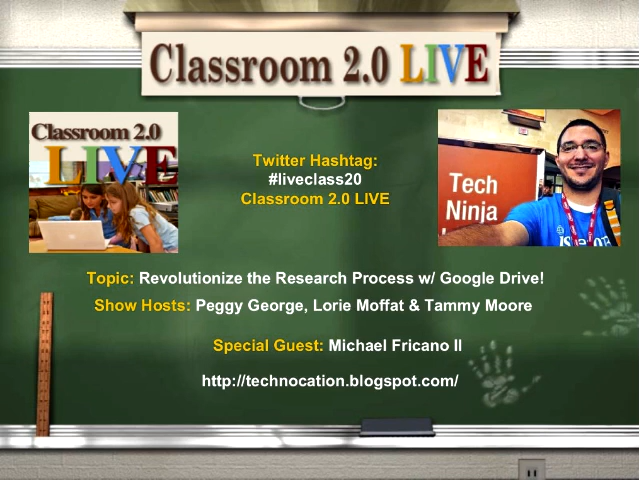 Classroom 2.0 LIVE
Classroom 2.0
LIVE
Twitter Hashtag:
#liveclass20
Classroom 2.0 LIVE
Tech
Ninja
Topic: Revolutionize the Research Process w/ Google Drive!
Show Hosts: Peggy George, Lorie Moffat & Tammy Moore
Special Guest: Michael Fricano II
http://technocation.blogspot.com/